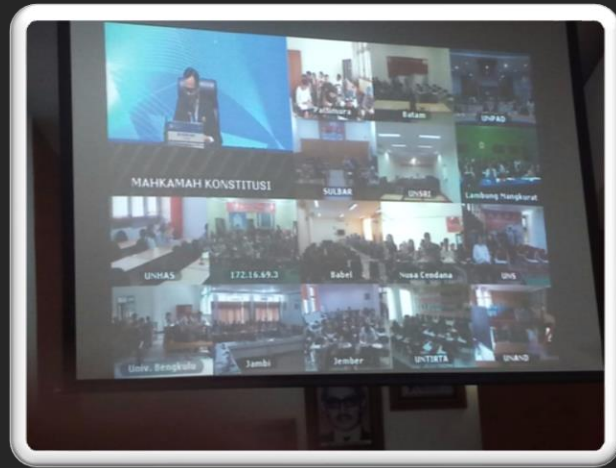 Pattimura
Batam
UNPAD
MAHKAMAH KONSTITUSI
SULBAR
UNSRI
Lambung Mangkurat
UNHAS
172.16.69.3
Babel
Nusa Cendana
UNS
Univ. Bengkulu
Jambi
Jember
UNTIRTA
UNAND